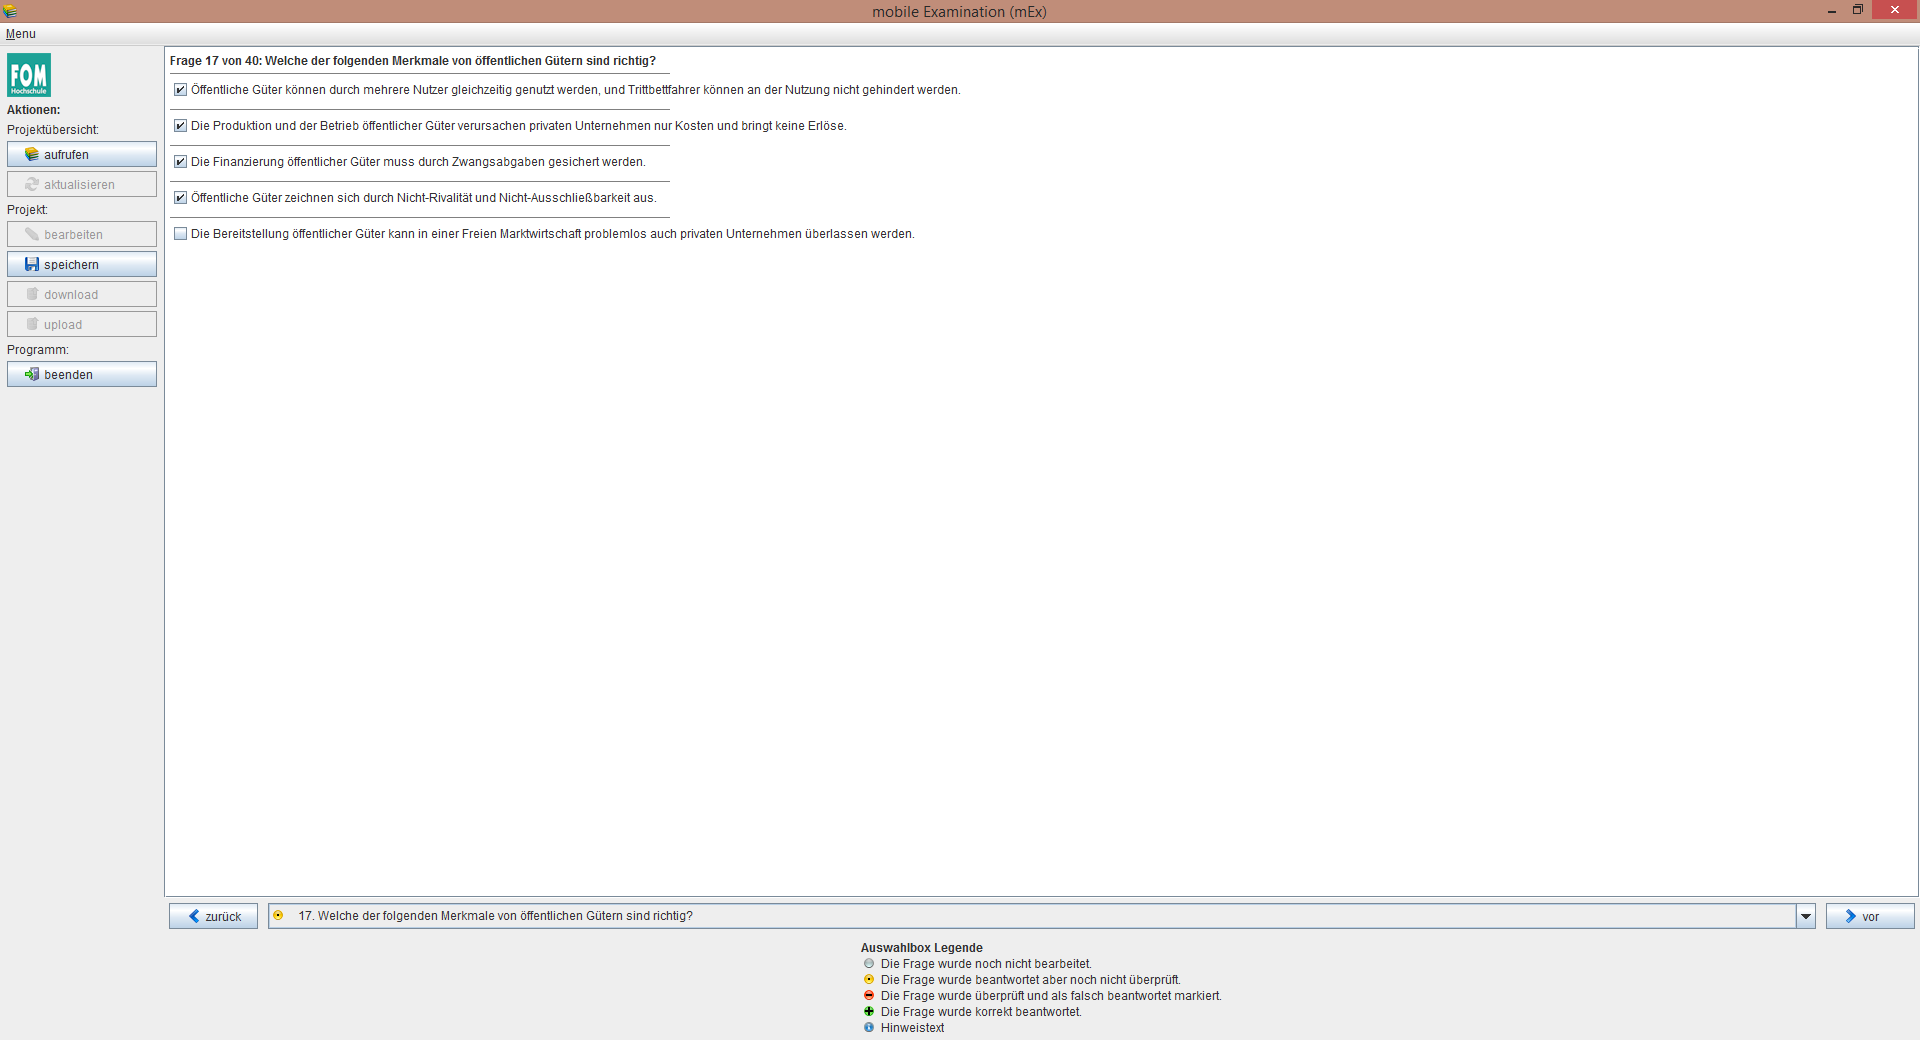 mobile Examination (mEx)
Menu
FOM
Hochschule
Aktionen:
Projektübersicht:
aufrufen
aktualisieren
Projekt:
bearbeiten
speichern
download
upload
Programm:
beenden
Frage 17 von 40: Welche der folgenden Merkmale von öffentlichen Gütern sind richtig?
Öffentliche Güter können durch mehrere Nutzer gleichzeitig genutzt werden, und Trittbettfahrer können an der Nutzung nicht gehindert werden.
Die Produktion und der Betrieb öffentlicher Güter verursachen privaten Unternehmen nur Kosten und bringt keine Erlöse.
Die Finanzierung öffentlicher Güter muss durch Zwangsabgaben gesichert werden.
Öffentliche Güter zeichnen sich durch Nicht-Rivalität und Nicht-Ausschließbarkeit aus.
Die Bereitstellung öffentlicher Güter kann in einer Freien Marktwirtschaft problemlos auch privaten Unternehmen überlassen werden.
zurück
17. Welche der folgenden Merkmale von öffentlichen Gütern sind richtig?
vor
Auswahlbox Legende
Die Frage wurde noch nicht bearbeitet.
Die Frage wurde beantwortet aber noch nicht überprüft.
Die Frage wurde überprüft und als falsch beantwortet markiert.
Die Frage wurde korrekt beantwortet.
Hinweistext